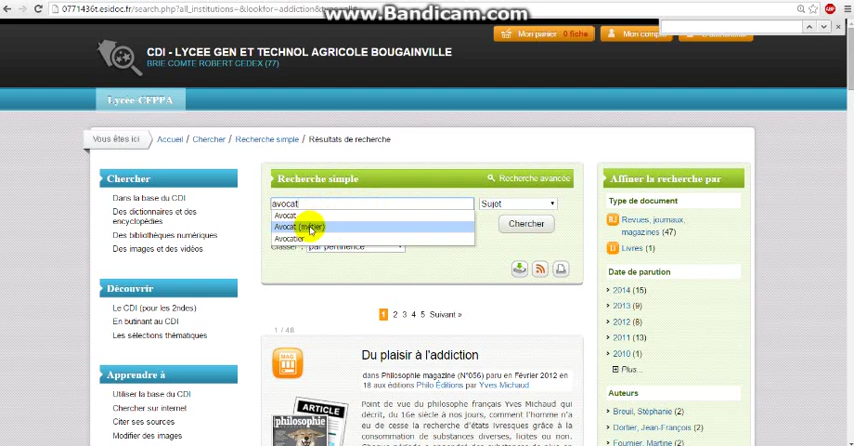 0771436t.esidoc.fr/search.php?all_institutions=&lookfor=addiction&type=all
www.Bandicam.com
CDI - LYCEE GEN ET TECHNOL AGRICOLE BOUGAINVILLE
BRIE COMTE ROBERT CEDEX (77)
Mon panier 0 fiche
Mon compte
Lycée CFPPA
Vous êtes ici
Accueil / Chercher / Recherche simple / Résultats de recherche
Chercher
Dans la base du CDI
Des dictionnaires et des
encyclopédies
Des bibliothèques numériques
Des images et des vidéos
Découvrir
Le CDI (pour les 2ndes)
En butinant au CDI
Les sélections thématiques
Apprendre à
Utiliser la base du CDI
Chercher sur internet
Citer ses sources
Modifier des images
Recherche simple
Recherche avancée
avocat
Sujet
Avocat
Avocat (métier)
Avocatier
Chercher
Classer : par pertinence
1 2 3 4 5 Suivant »
1 / 48
MAG
Du plaisir à l'addiction
dans Philosophie magazine (N°056) paru en Février 2012 en
18 aux éditions Philo Éditions par Yves Michaud
ARTICLE
philosophie
Point de vue du philosophe français Yves Michaud qui
décrit, du 16e siècle à nos jours, comment l'homme n'a
eu de cesse la recherche d'états ivresques grâce à la
consommation de substances diverses, licites ou non.
Affiner la recherche par
Type de document
Revues, journaux,
magazines (47)
Livres (1)
Date de parution
2014 (15)
2013 (9)
2012 (8)
2011 (13)
2010 (1)
Plus...
Auteurs
Breuil, Stéphanie (2)
Dortier, Jean-François (2)
Fournier, Martine (2)